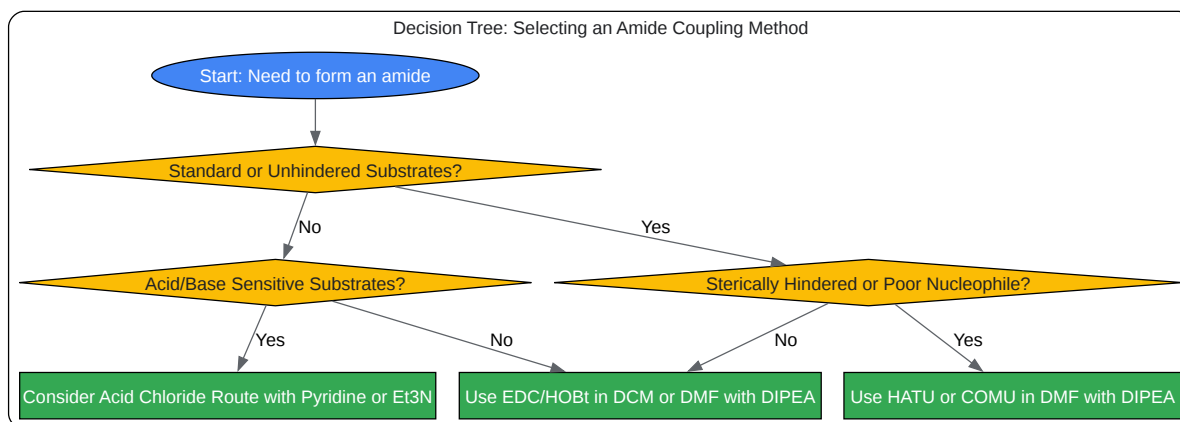 Decision Tree: Selecting an Amide Coupling Method
Start: Need to form an amide
Standard or Unhindered Substrates?
No
Yes
Acid/Base Sensitive Substrates?
Sterically Hindered or Poor Nucleophile?
Yes
No
No
Yes
Consider Acid Chloride Route with Pyridine or Et3N
Use EDC/HOBt in DCM or DMF with DIPEA
Use HATU or COMU in DMF with DIPEA